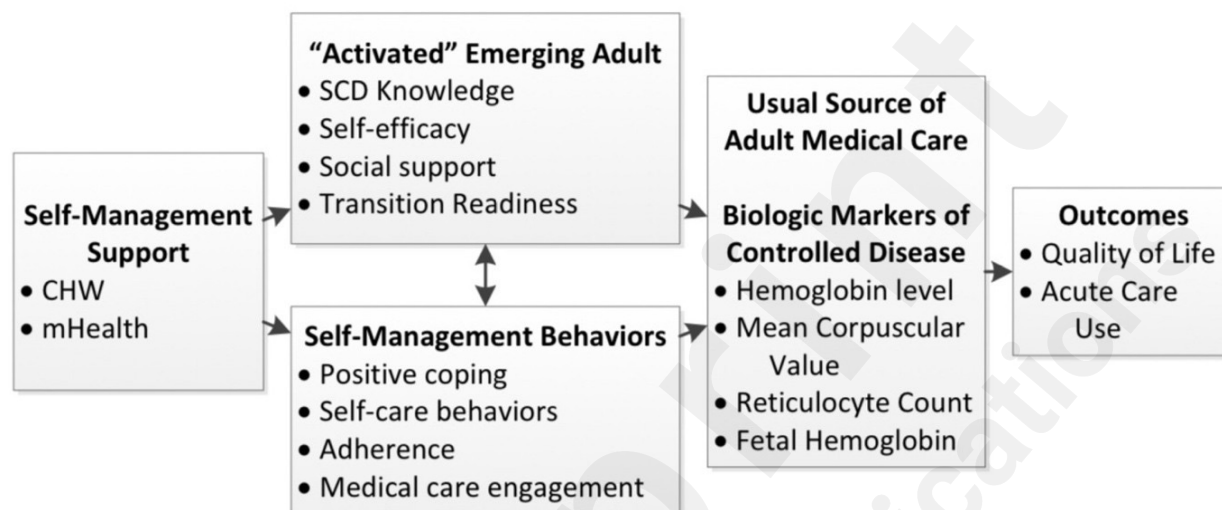 “Activated” Emerging Adult
• SCD Knowledge
• Self-efficacy
• Social support
• Transition Readiness
Self-Management
Support
• CHW
• mHealth
Self-Management Behaviors
• Positive coping
• Self-care behaviors
• Adherence
• Medical care engagement
Usual Source of
Adult Medical Care
Biologic Markers of
Controlled Disease
• Hemoglobin level
• Mean Corpuscular
Value
• Reticulocyte Count
• Fetal Hemoglobin
Outcomes
• Quality of Life
• Acute Care
Use